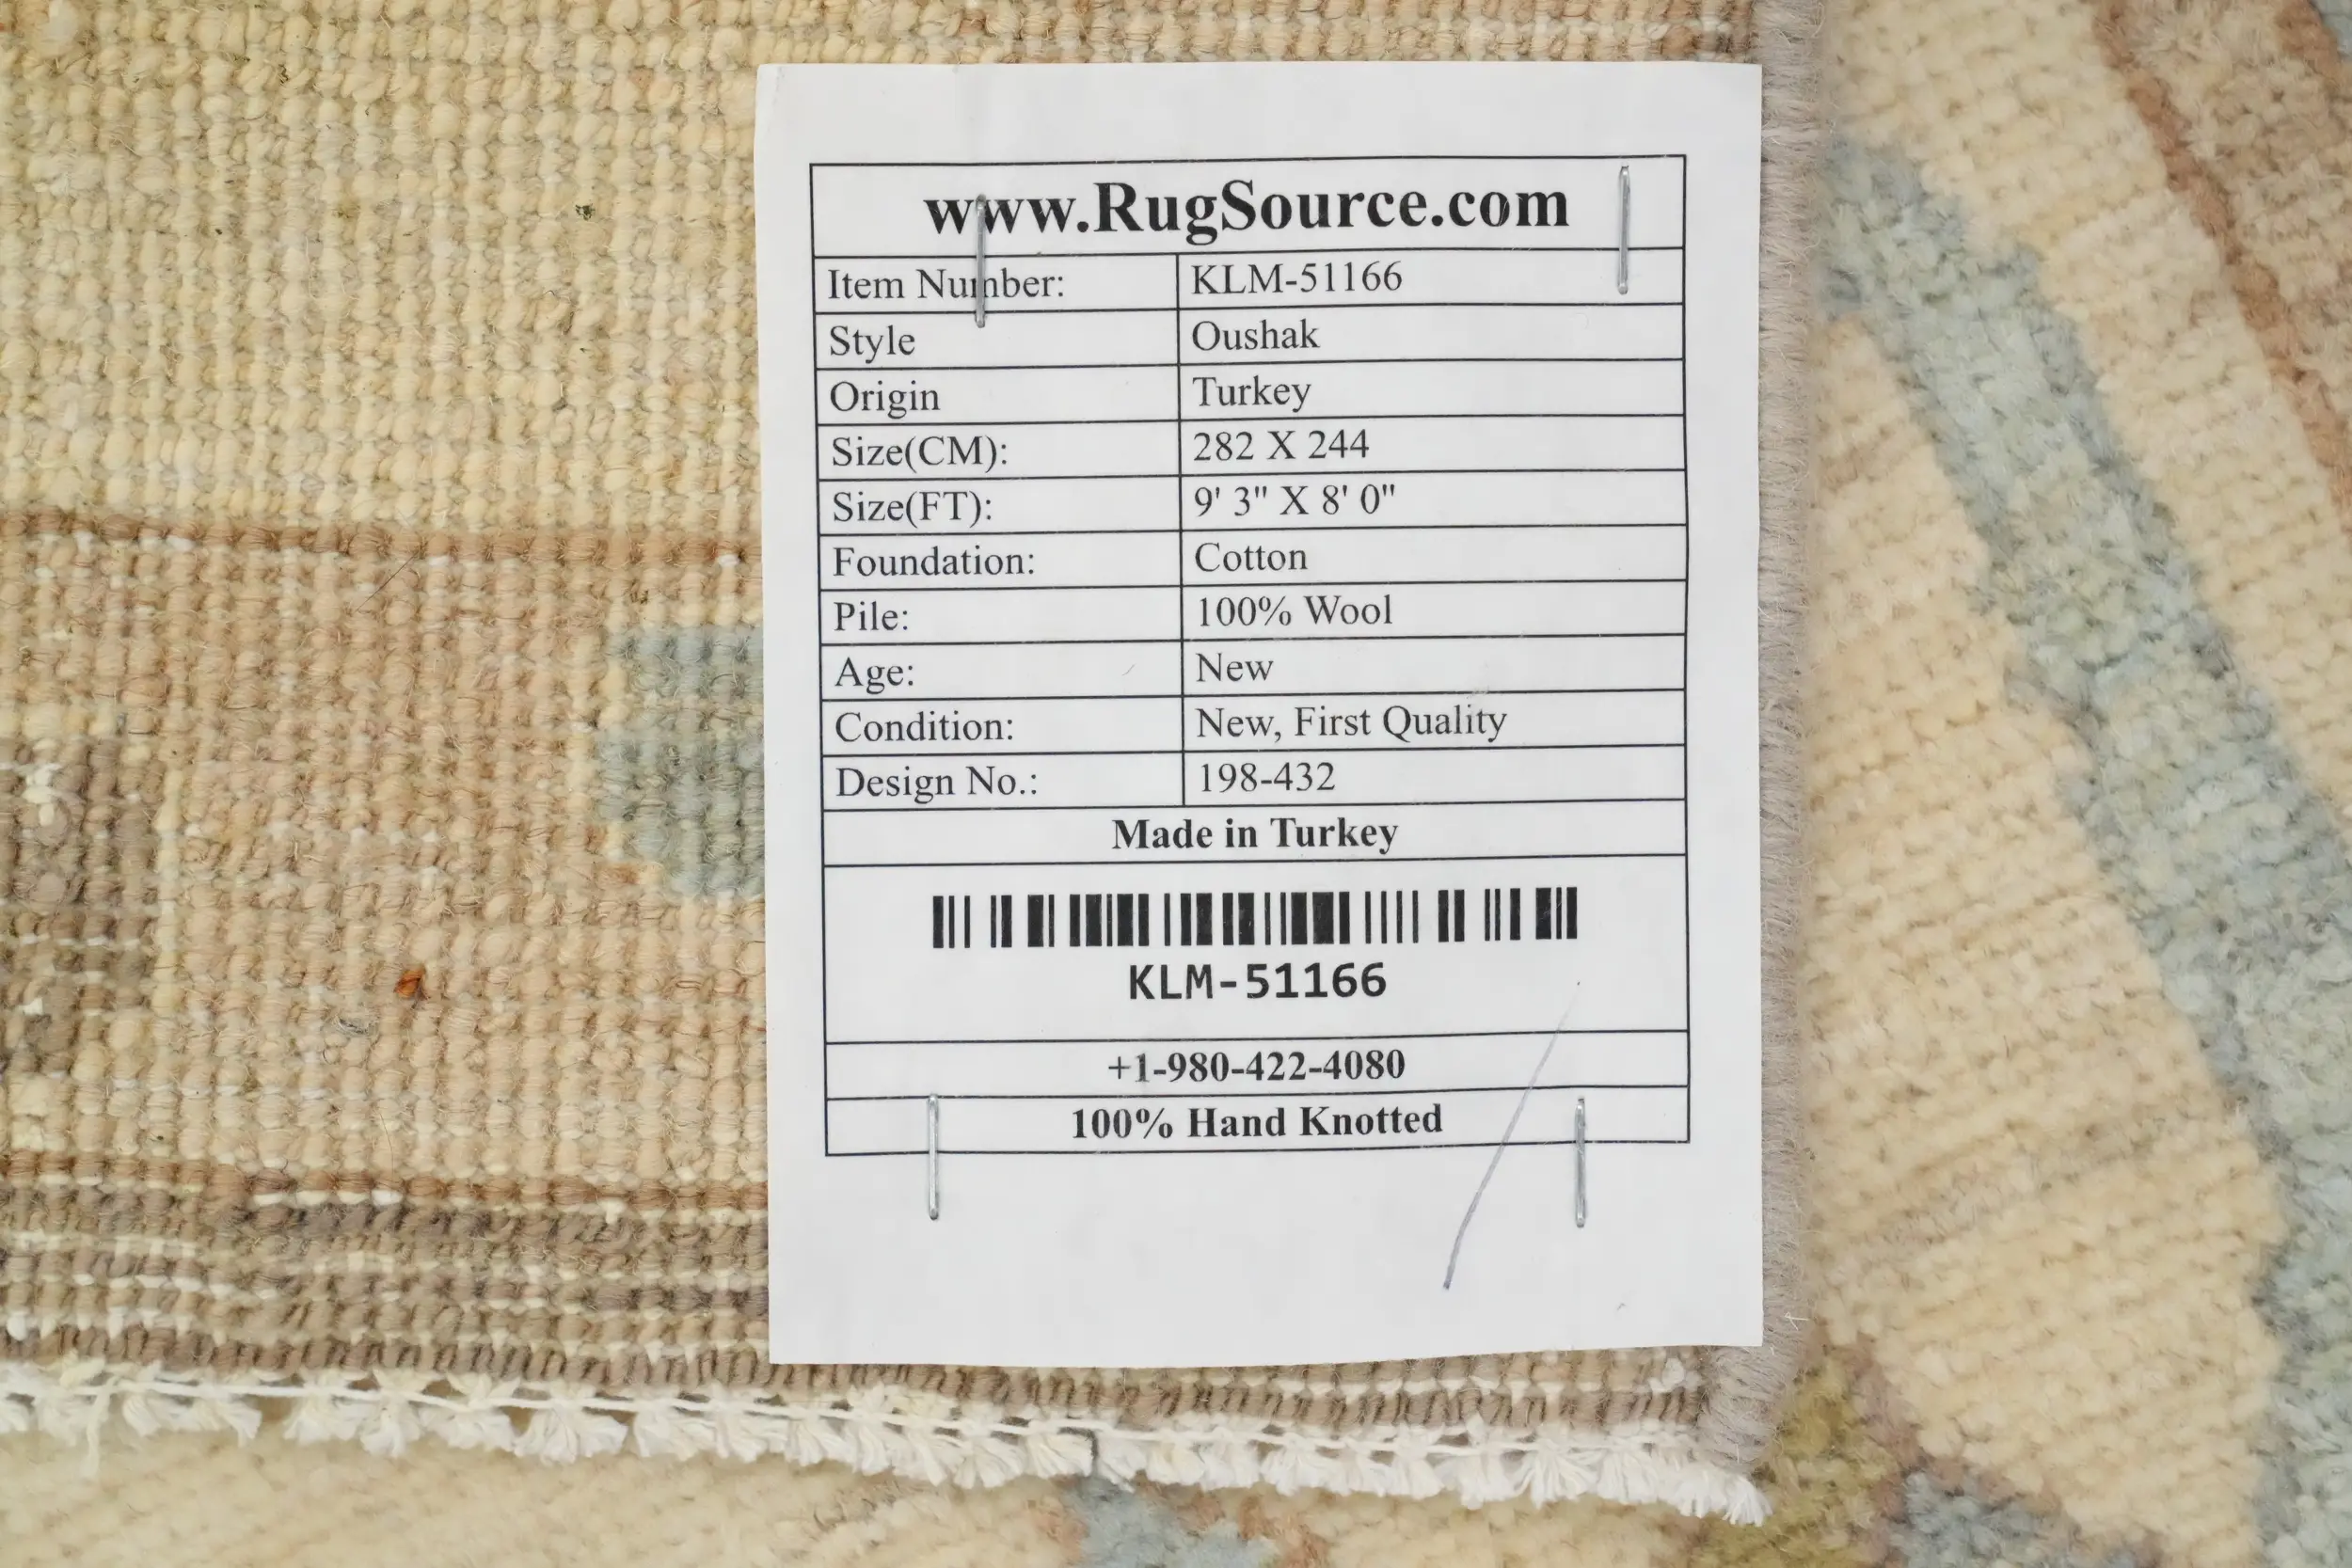 www.RugSource.com
Item Number: KLM-51166
Style Oushak
Origin Turkey
Size(CM): 282 X 244
Size(FT): 9' 3" X 8' 0"
Foundation: Cotton
Pile: 100% Wool
Age: New
Condition: New, First Quality
Design No.: 198-432
Made in Turkey
KLM-51166
+1-980-422-4080
100% Hand Knotted